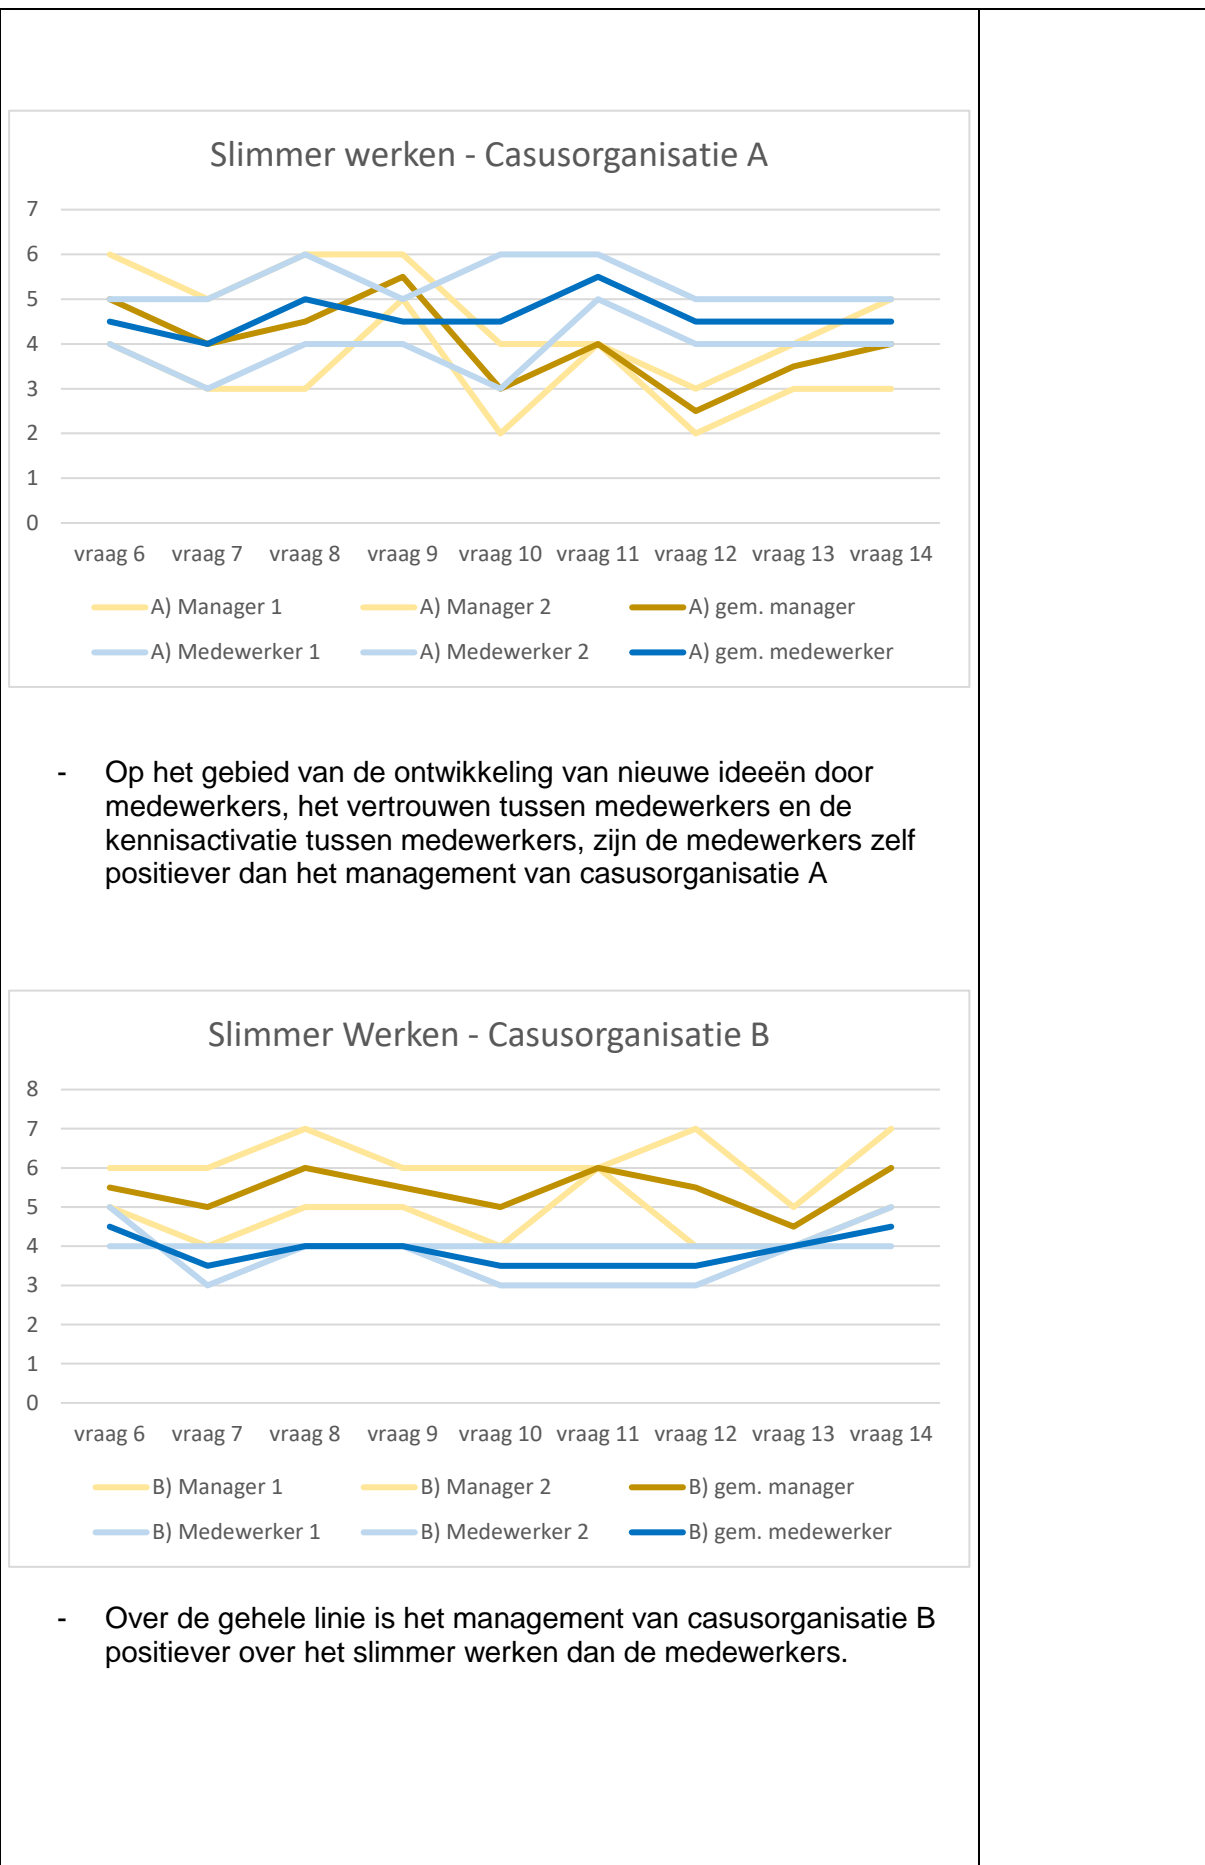 Slimmer werken - Casusorganisatie A
7
6
5
4
3
2
1
0
vraag 6 vraag 7 vraag 8 vraag 9 vraag 10 vraag 11 vraag 12 vraag 13 vraag 14
A) Manager 1 A) Manager 2 A) gem. manager
A) Medewerker 1 A) Medewerker 2 A) gem. medewerker
- Op het gebied van de ontwikkeling van nieuwe ideeën door
medewerkers, het vertrouwen tussen medewerkers en de
kennisactivatie tussen medewerkers, zijn de medewerkers zelf
positiever dan het management van casusorganisatie A
Slimmer Werken - Casusorganisatie B
8
7
6
5
4
3
2
1
0
vraag 6 vraag 7 vraag 8 vraag 9 vraag 10 vraag 11 vraag 12 vraag 13 vraag 14
B) Manager 1 B) Manager 2 B) gem. manager
B) Medewerker 1 B) Medewerker 2 B) gem. medewerker
- Over de gehele linie is het management van casusorganisatie B
positiever over het slimmer werken dan de medewerkers.